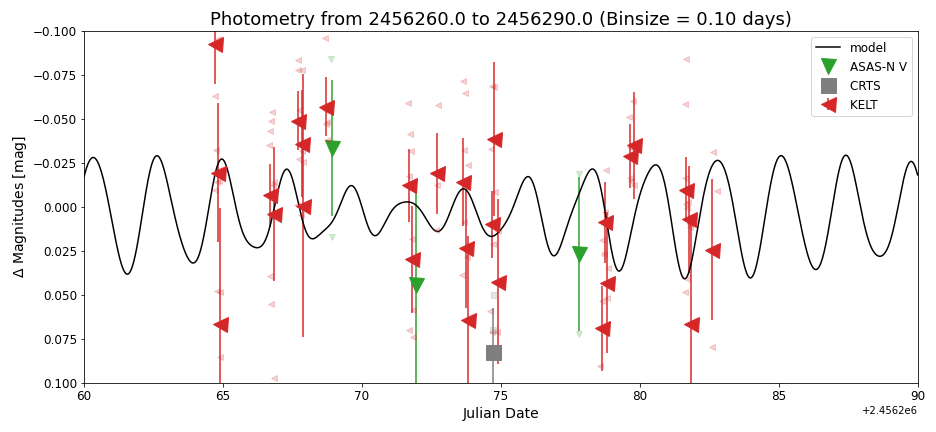 Photometry from 2456260.0 to 2456290.0 (Binsize = 0.10 days)
−0.100
−0.075
−0.050
−0.025
0.000
0.025
0.050
0.075
0.100
Δ Magnitudes [mag]
model
ASAS-N V
CRTS
KELT
60
65
70
75
80
85
90
Julian Date
+2.4562e6